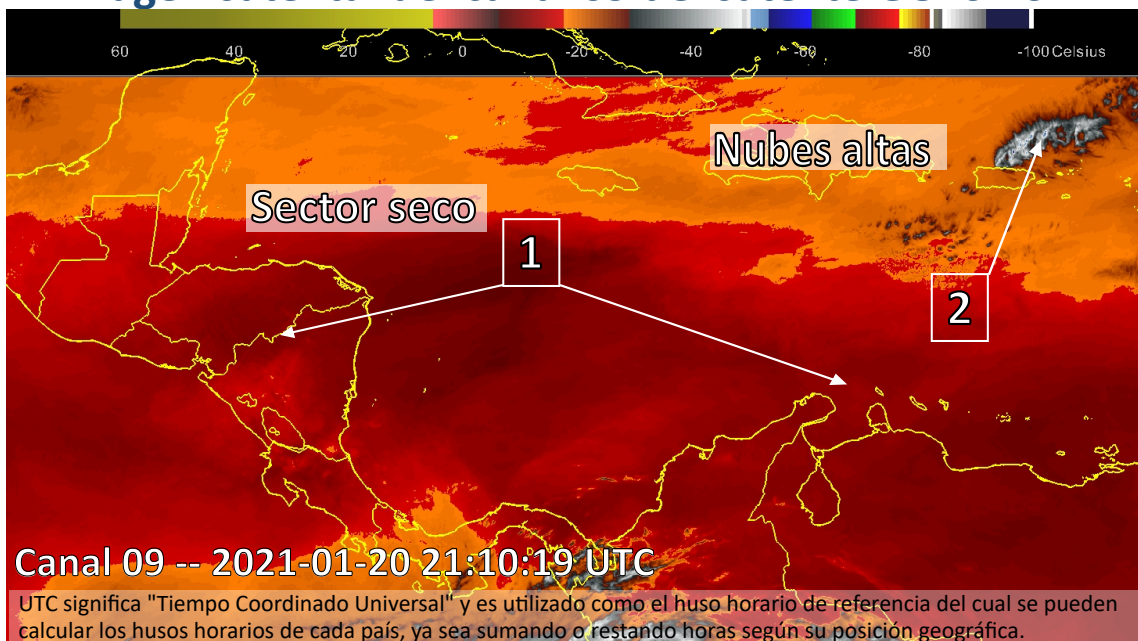 60 40 20 0 -20 -40 -60 -80 -100 Celsius
Nubes altas
Sector seco
1
2
Canal 09 -- 2021-01-20 21:10:19 UTC
UTC significa "Tiempo Coordinado Universal" y es utilizado como el huso horario de referencia del cual se pueden
calcular los husos horarios de cada país, ya sea sumando o restando horas según su posición geográfica.